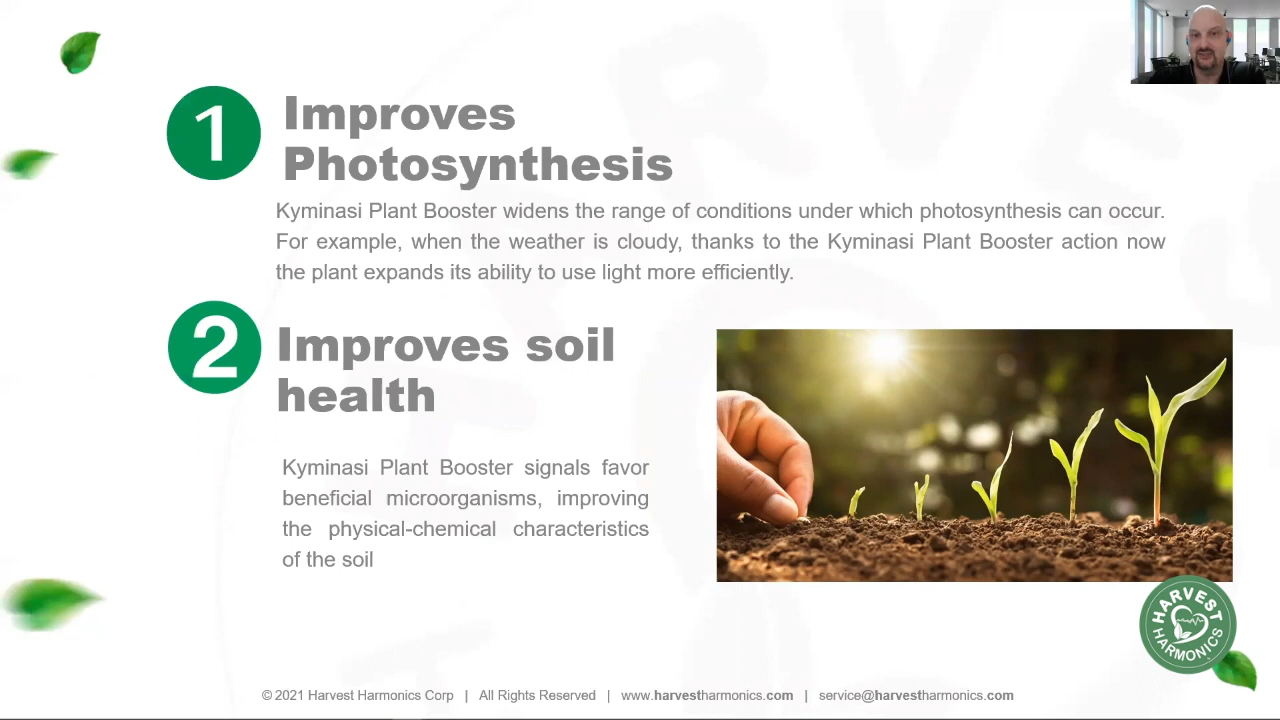 1
Improves
Photosynthesis
Kyminasi Plant Booster widens the range of conditions under which photosynthesis can occur.
For example, when the weather is cloudy, thanks to the Kyminasi Plant Booster action now
the plant expands its ability to use light more efficiently.
2
Improves soil
health
Kyminasi Plant Booster signals favor
beneficial microorganisms, improving
the physical-chemical characteristics
of the soil
HARVEST
HARMONICS
© 2021 Harvest Harmonics Corp | All Rights Reserved | www.harvestharmonics.com | service@harvestharmonics.com